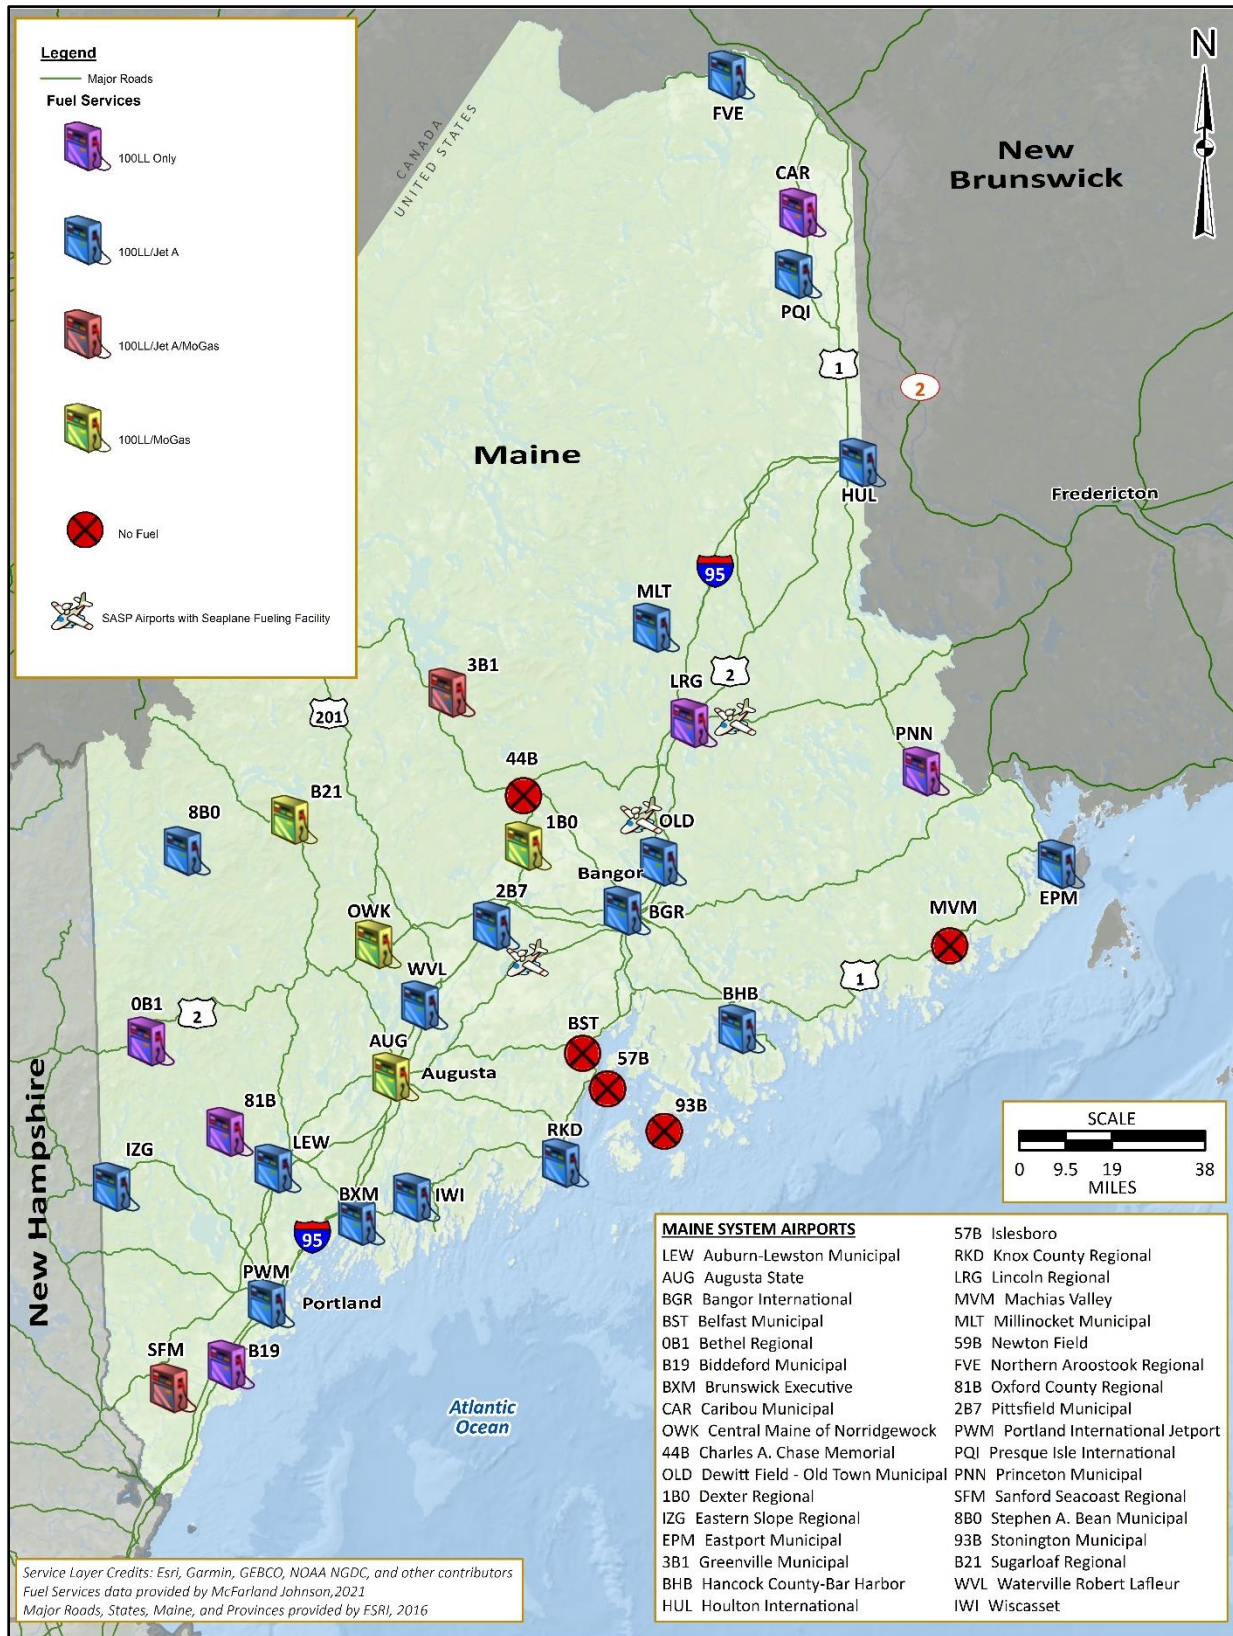 Legend
Major Roads
Fuel Services
100LL Only
100LL/Jet A
100LL/Jet A/MoGas
100LL/MoGas
No Fuel
SASP Airports with Seaplane Fueling Facility
N
CANADA
UNITED STATES
New
Brunswick
FVE
CAR
PQI
1
2
Maine
HUL
Fredericton
95
MLT
3B1
LRG
2
201
PNN
44B
B21
8B0
1B0
OLD
Bangor
EPM
2B7
BGR
OWK
MVM
WVL
1
BHB
0B1
2
BST
AUG
57B
Augusta
81B
93B
RKD
LEW
IZG
BXM
IWI
95
New Hampshire
PWM
Portland
SFM
B19
Atlantic
Ocean
SCALE
0 9.5 19 38
MILES
MAINE SYSTEM AIRPORTS
LEW Auburn-Lewston Municipal
AUG Augusta State
BGR Bangor International
BST Belfast Municipal
0B1 Bethel Regional
B19 Biddeford Municipal
BXM Brunswick Executive
CAR Caribou Municipal
OWK Central Maine of Norridgewock
44B Charles A. Chase Memorial
OLD Dewitt Field - Old Town Municipal
1B0 Dexter Regional
IZG Eastern Slope Regional
EPM Eastport Municipal
3B1 Greenville Municipal
BHB Hancock County-Bar Harbor
HUL Houlton International
57B Islesboro
RKD Knox County Regional
LRG Lincoln Regional
MVM Machias Valley
MLT Millinocket Municipal
59B Newton Field
FVE Northern Aroostook Regional
81B Oxford County Regional
2B7 Pittsfield Municipal
PWM Portland International Jetport
PQI Presque Isle International
PNN Princeton Municipal
SFM Sanford Seacoast Regional
8B0 Stephen A. Bean Municipal
93B Stonington Municipal
B21 Sugarloaf Regional
WVL Waterville Robert Lafleur
IWI Wiscasset
Service Layer Credits: Esri, Garmin, GEBCO, NOAA NGDC, and other contributors
Fuel Services data provided by McFarland Johnson,2021
Major Roads, States, Maine, and Provinces provided by ESRI, 2016